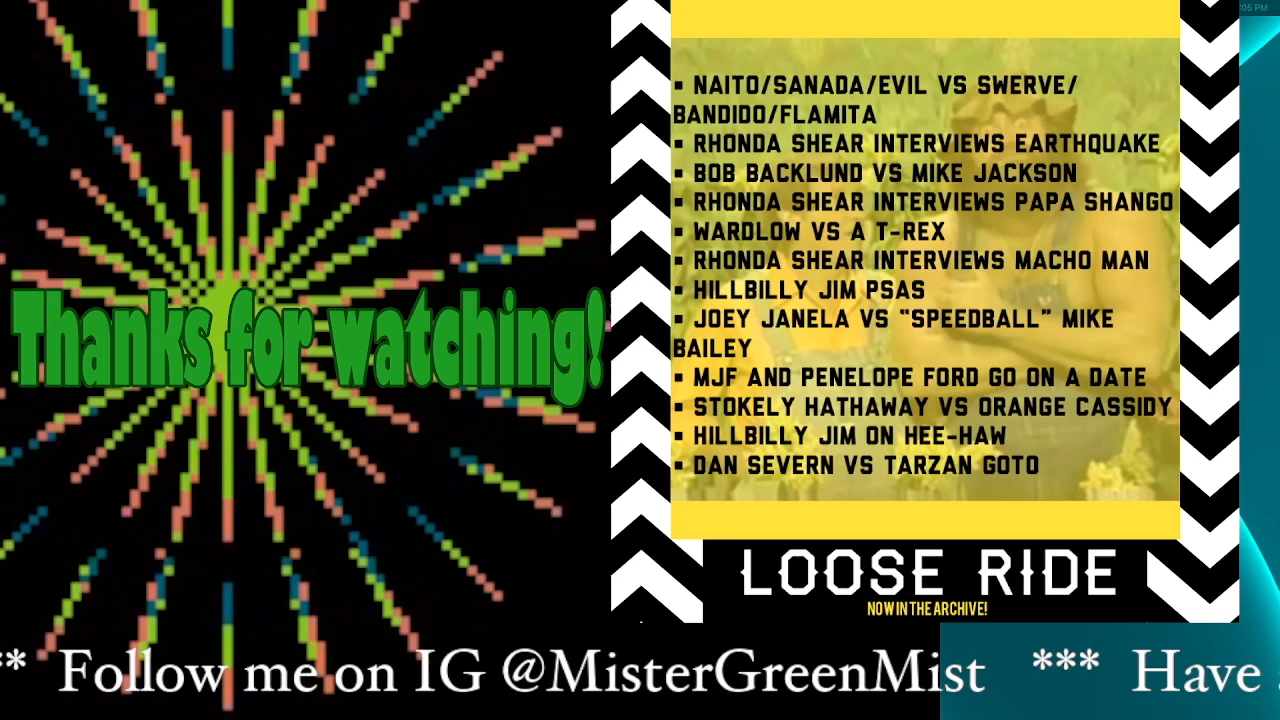 :05 PM
▪ NAITO/SANADA/EVIL VS SWERVE/
BANDIDO/FLAMITA
▪ RHONDA SHEAR INTERVIEWS EARTHQUAKE
▪ BOB BACKLUND VS MIKE JACKSON
▪ RHONDA SHEAR INTERVIEWS PAPA SHANGO
▪ WARDLOW VS A T-REX
▪ RHONDA SHEAR INTERVIEWS MACHO MAN
▪ HILLBILLY JIM PSAS
▪ JOEY JANELA VS “SPEEDBALL” MIKE
BAILEY
▪ MJF AND PENELOPE FORD GO ON A DATE
▪ STOKELY HATHAWAY VS ORANGE CASSIDY
▪ HILLBILLY JIM ON HEE-HAW
▪ DAN SEVERN VS TARZAN GOTO
Thanks for watching!
LOOSE RIDE
NOW IN THE ARCHIVE!
** Follow me on IG @MisterGreenMist *** Have